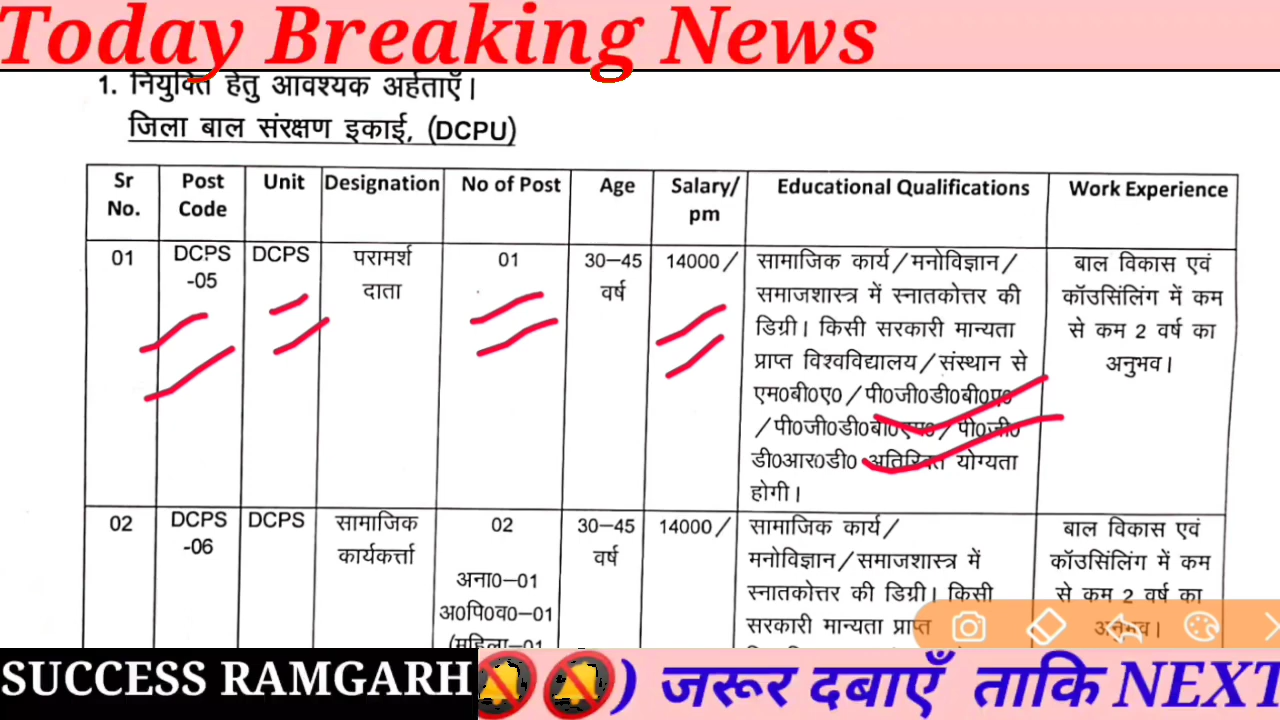 Today Breaking News
1. नियुक्ति हेतु आवश्यक अर्हताएँ।
जिला बाल संरक्षण इकाई, (DCPU)
Sr No. Post Code Unit Designation No of Post Age Salary/ pm Educational Qualifications Work Experience
01
DCPS
-05
DCPS
परामर्श
दाता
01
30–45
वर्ष
14000/
सामाजिक कार्य/मनोविज्ञान/
समाजशास्त्र में स्नातकोत्तर की
डिग्री। किसी सरकारी मान्यता
प्राप्त विश्वविद्यालय/संस्थान से
एम0बी0ए0/पी0जी0डी0बी0ए0
/पी0जी0डी0बी0एम0/पी0जी0
डी0आर0डी0 अतिरिक्त योग्यता
होगी।
बाल विकास एवं
कॉउसिंलिंग में कम
से कम 2 वर्ष का
अनुभव।
02
DCPS
-06
DCPS
सामाजिक
कार्यकर्त्ता
02
अना0–01
अ0पि0व0–01
(महिला–01
30–45
वर्ष
14000/
सामाजिक कार्य/
मनोविज्ञान/समाजशास्त्र में
स्नातकोत्तर की डिग्री। किसी
सरकारी मान्यता प्राप्त
बाल विकास एवं
कॉउसिंलिंग में कम
से कम 2 वर्ष का
अनुभव।
SUCCESS RAMGARH ) जरूर दबाएँ ताकि NEXT